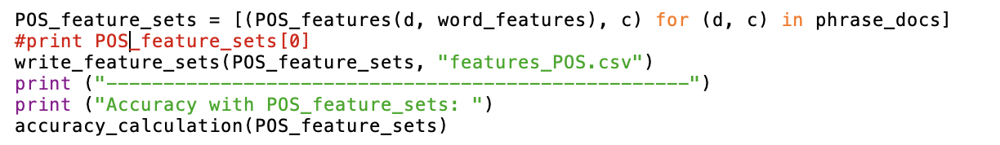 POS_feature_sets = [(POS_features(d, word_features), c) for (d, c) in phrase_docs]
#print POS_feature_sets[0]
write_feature_sets(POS_feature_sets, "features_POS.csv")
print ("---------------------------------------------------")
print ("Accuracy with POS_feature_sets: ")
accuracy_calculation(POS_feature_sets)